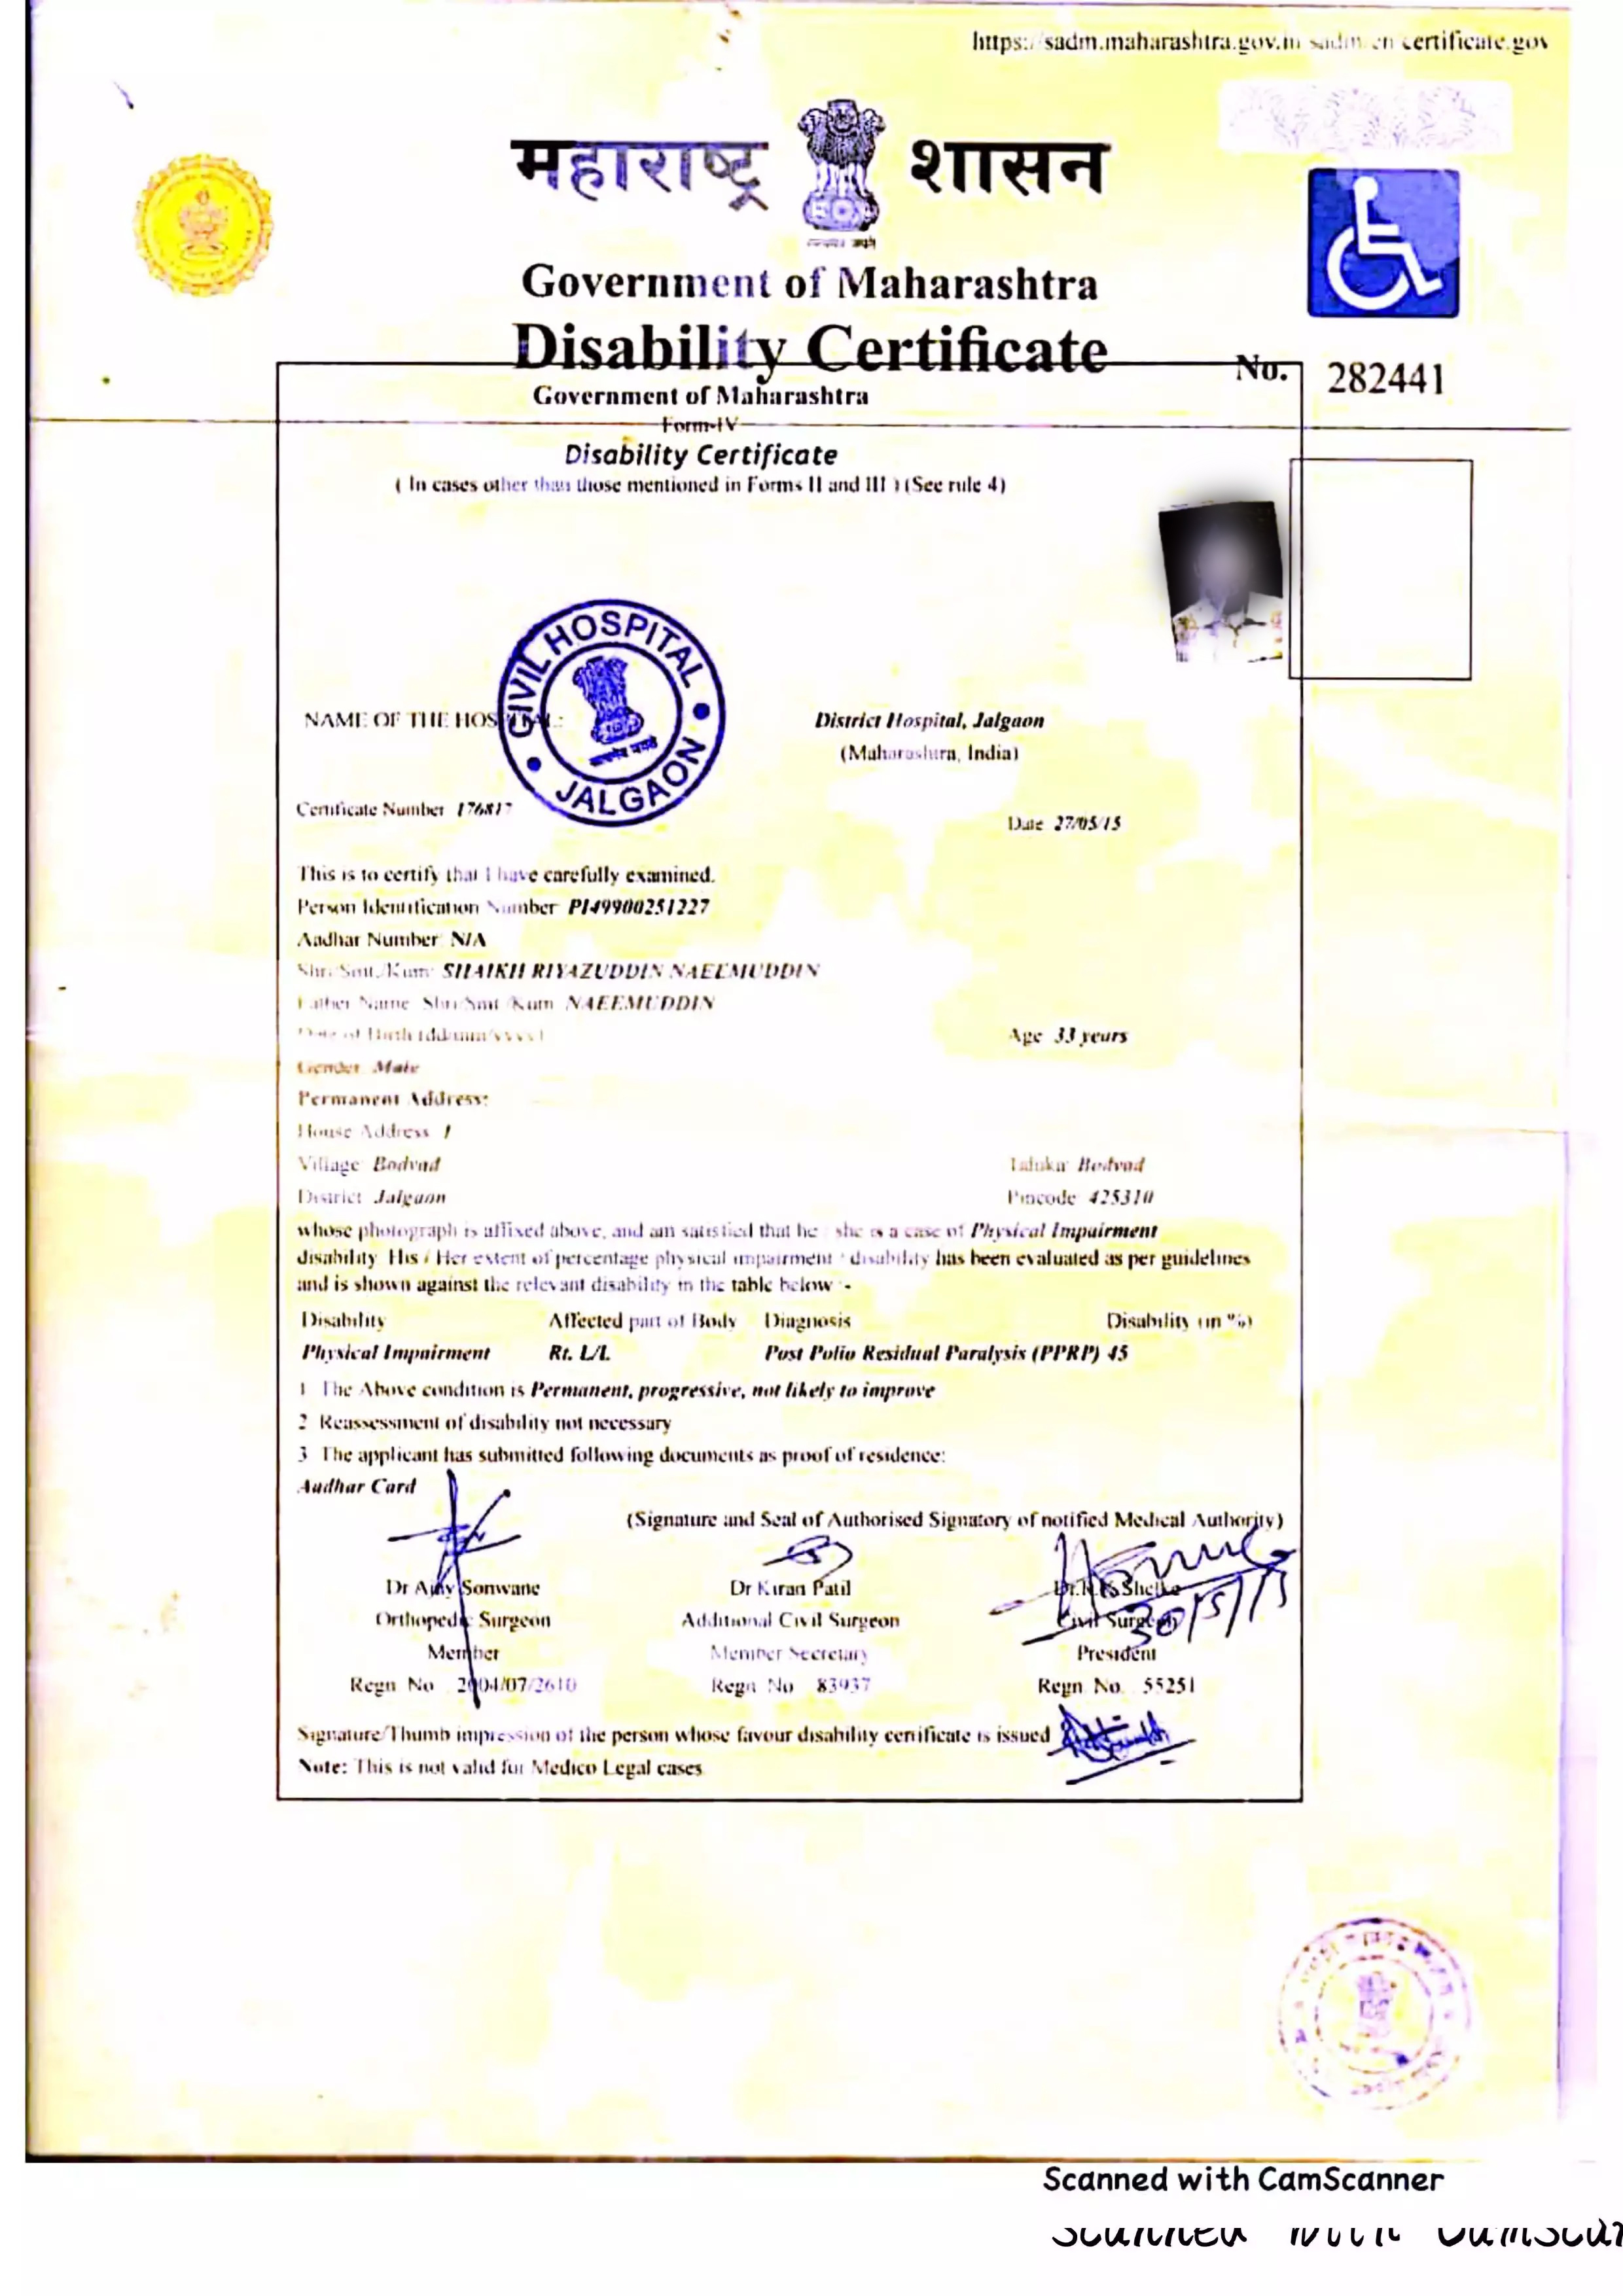 https://sadm.maharashtra.gov.in/sadm/en/certificate.gov
महाराष्ट्र शासन
Government of Maharashtra
Disability Certificate
No. 282441
Government of Maharashtra
Form-IV
Disability Certificate
( In cases other than those mentioned in Forms II and III ) (See rule 4)
CIVIL HOSPITAL
JALGAON
NAME OF THE HOSPITAL: District Hospital, Jalgaon
(Maharashtra, India)
Certificate Number 176817
Date 27/05/15
This is to certify that I have carefully examined.
Person Identification Number PI49900251227
Aadhar Number N/A
Shri/Smt./Kum: SHAIKH RIYAZUDDIN NAEEMUDDIN
Father Name Shri/Smt./Kum NAEEMUDDIN
Date of Birth (dd/mm/yyyy) Age 33 years
Gender Male
Permanent Address:
House Address 1
Village Bodvad Taluka: Bodvad
District Jalgaon Pincode 425310
whose photograph is affixed above, and am satisfied that he / she is a case of Physical Impairment
disability His / Her extent of percentage physical impairment / disability has been evaluated as per guidelines
and is shown against the relevant disability in the table below :-
Disability Affected part of Body Diagnosis Disability (in %)
Physical Impairment Rt. L/L Post Polio Residual Paralysis (PPRP) 45
1 The Above condition is Permanent, progressive, not likely to improve
2 Reassessment of disability not necessary
3 The applicant has submitted following documents as proof of residence:
Aadhar Card
(Signature and Seal of Authorised Signatory of notified Medical Authority)
Dr Ajay Sonwane Dr Kiran Patil Dr. Shelke
30/5/15
Orthopedic Surgeon Additional Civil Surgeon Civil Surgeon
Member Member Secretary President
Regn No 2004/07/2610 Regn No 83937 Regn No. 55251
Signature/Thumb impression of the person whose favour disability certificate is issued
Note: This is not valid for Medico Legal cases
Scanned with CamScanner